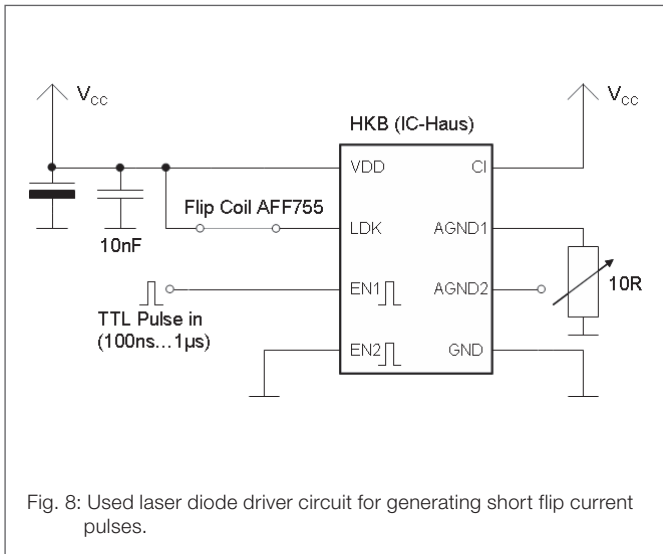 V_CC V_CC
HKB (IC-Haus)
VDD CI
Flip Coil AFF755
10nF
LDK AGND1
10R
EN1 AGND2
TTL Pulse in
(100ns...1µs)
EN2 GND
Fig. 8: Used laser diode driver circuit for generating short flip current
pulses.